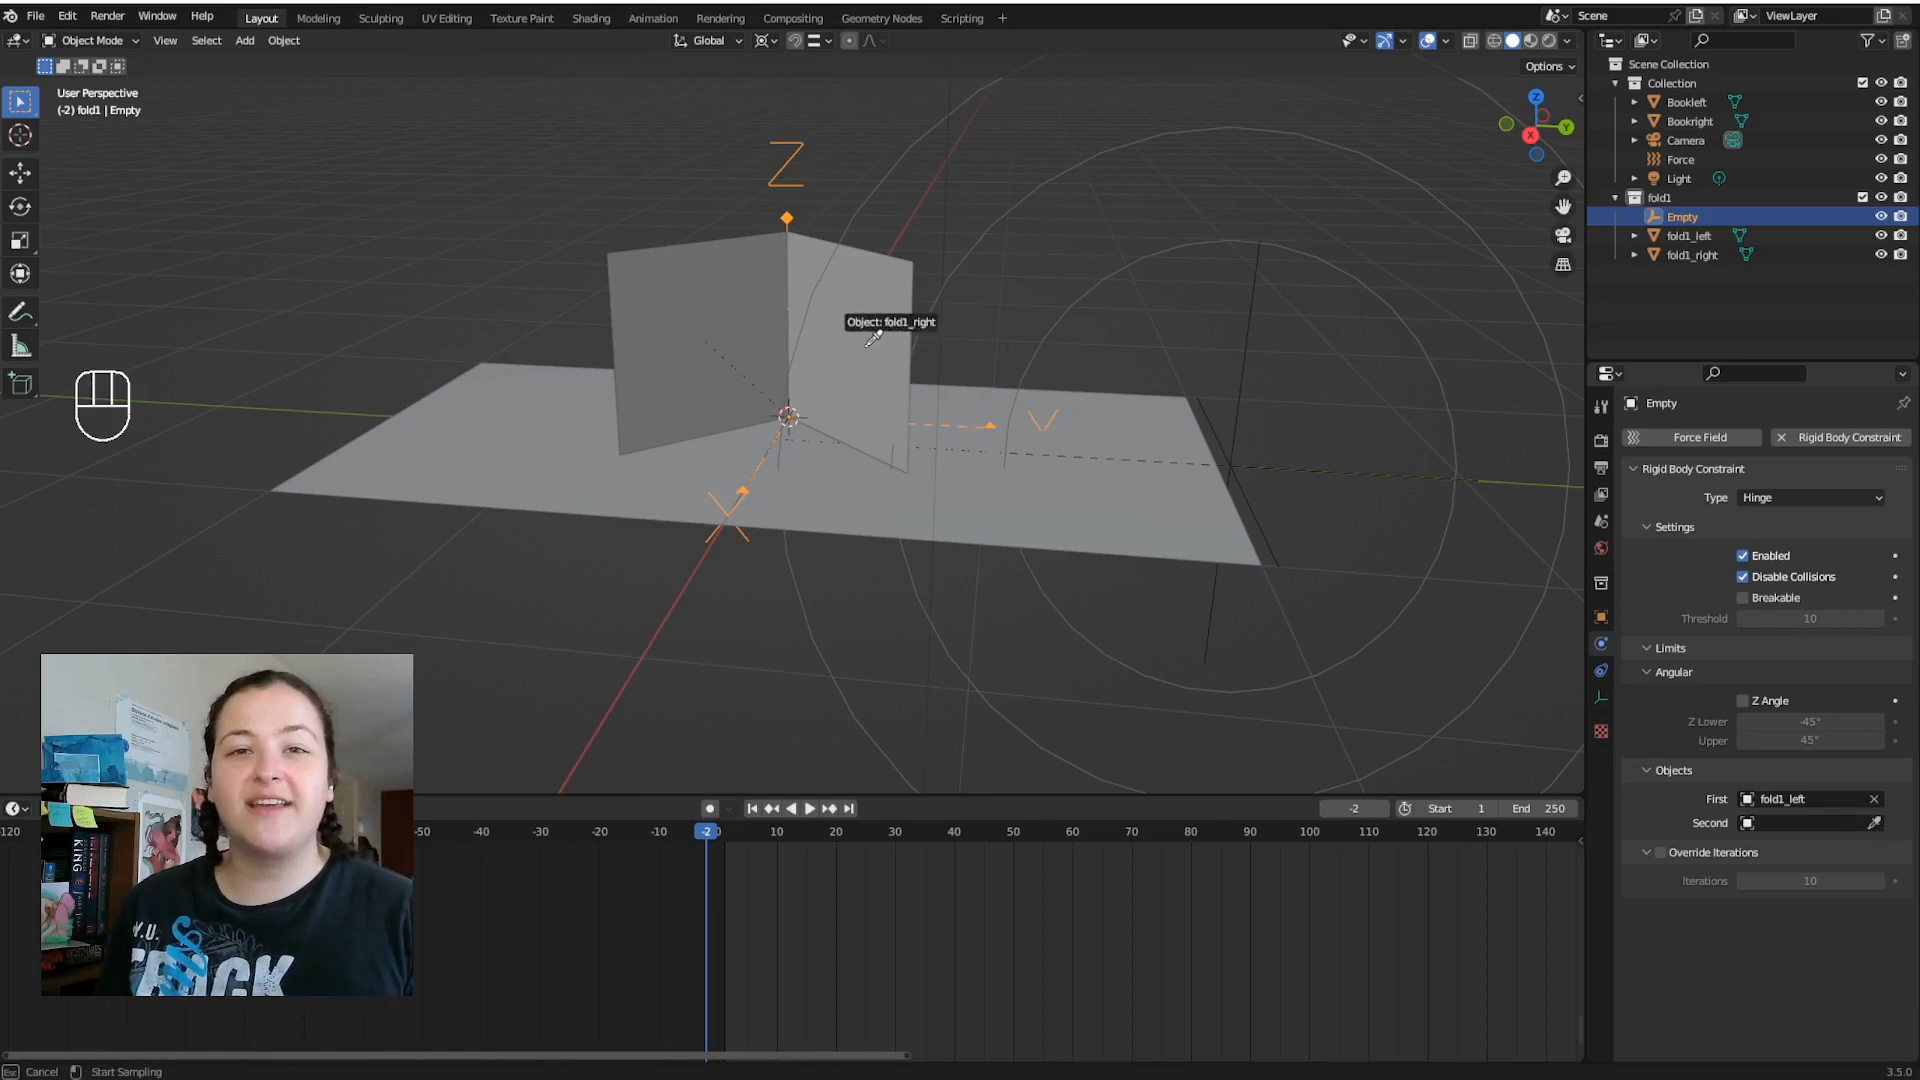 File Edit Render Window Help Layout Modeling Sculpting UV Editing Texture Paint Shading Animation Rendering Compositing Geometry Nodes Scripting + Scene ViewLayer
Object Mode View Select Add Object Global
Options
User Perspective
(-2) fold1 | Empty
Z
Y
X
Z
Y
X
Object: fold1_right
Scene Collection
Collection
Bookleft
Bookright
Camera
Force
Light
fold1
Empty
fold1_left
fold1_right
Empty
Force Field Rigid Body Constraint
Rigid Body Constraint
Type Hinge
Settings
Enabled
Disable Collisions
Breakable
Threshold 10
Limits
Angular
Z Angle
Z Lower -45°
Upper 45°
Objects
First fold1_left
Second
Override Iterations
Iterations 10
-2 Start 1 End 250
-120 -50 -40 -30 -20 -10 -2 0 10 20 30 40 50 60 70 80 90 100 110 120 130 140
KING
Esc Cancel Start Sampling 3.5.0